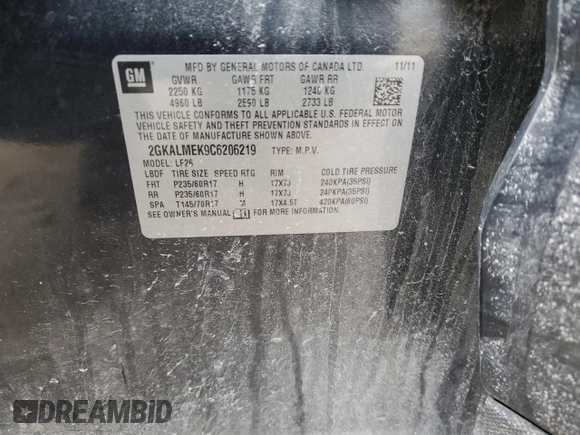 GM MFD BY GENERAL MOTORS OF CANADA LTD. 11/11
GVWR GAWR FRT GAWR RR
2250 KG 1175 KG 1240 KG
4960 LB 2590 LB 2733 LB
THIS VEHICLE CONFORMS TO ALL APPLICABLE U.S. FEDERAL MOTOR
VEHICLE SAFETY AND THEFT PREVENTION STANDARDS IN EFFECT ON
THE DATE OF MANUFACTURE SHOWN ABOVE.
2GKALMEK9C6206219 TYPE: M.P.V.
MODEL: LF26
LBDF TIRE SIZE SPEED RTG RIM COLD TIRE PRESSURE
FRT P235/60R17 H 17X7J 240KPA(35PSI)
RR P235/60R17 H 17X7J 240KPA(35PSI)
SPA T145/70R17 M 17X4.5T 420KPA(60PSI)
SEE OWNER'S MANUAL FOR MORE INFORMATION.
DREAMBID